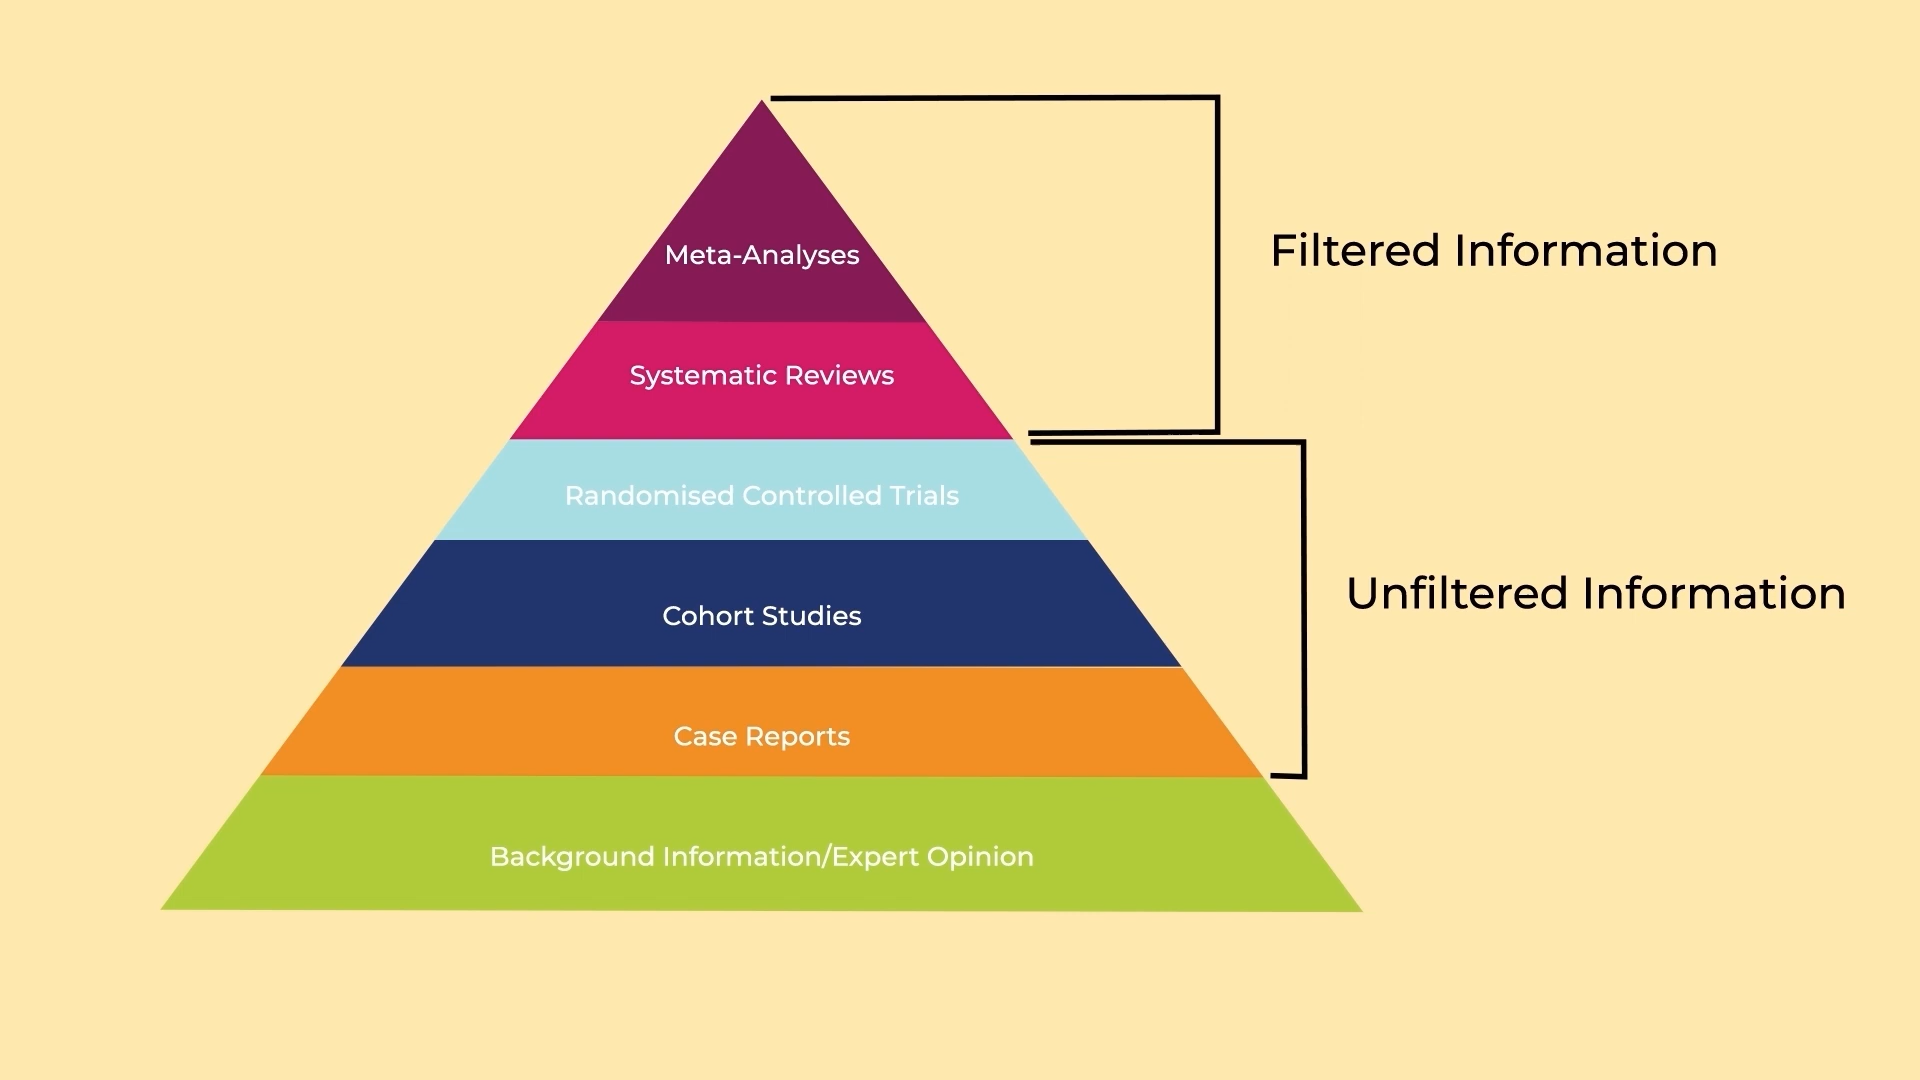 Meta-Analyses
Filtered Information
Systematic Reviews
Randomised Controlled Trials
Unfiltered Information
Cohort Studies
Case Reports
Background Information/Expert Opinion